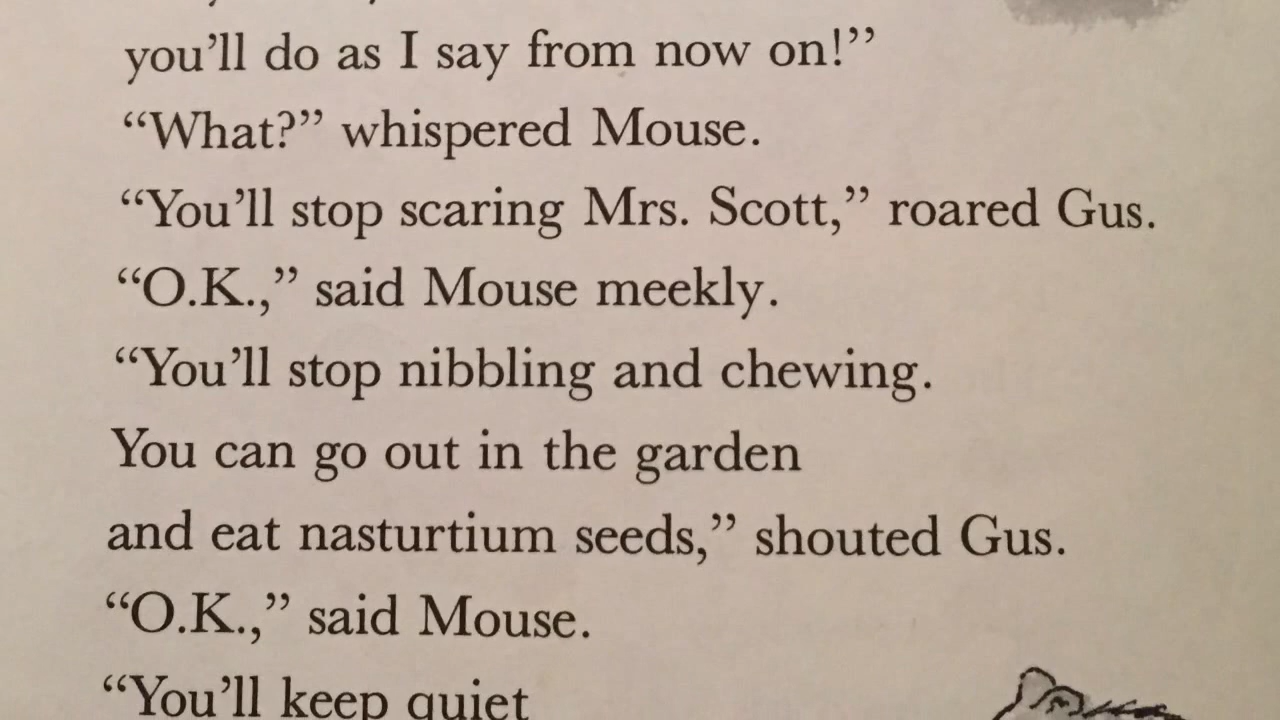 you’ll do as I say from now on!”
“What?” whispered Mouse.
“You’ll stop scaring Mrs. Scott,” roared Gus.
“O.K.,” said Mouse meekly.
“You’ll stop nibbling and chewing.
You can go out in the garden
and eat nasturtium seeds,” shouted Gus.
“O.K.,” said Mouse.
“You’ll keep quiet